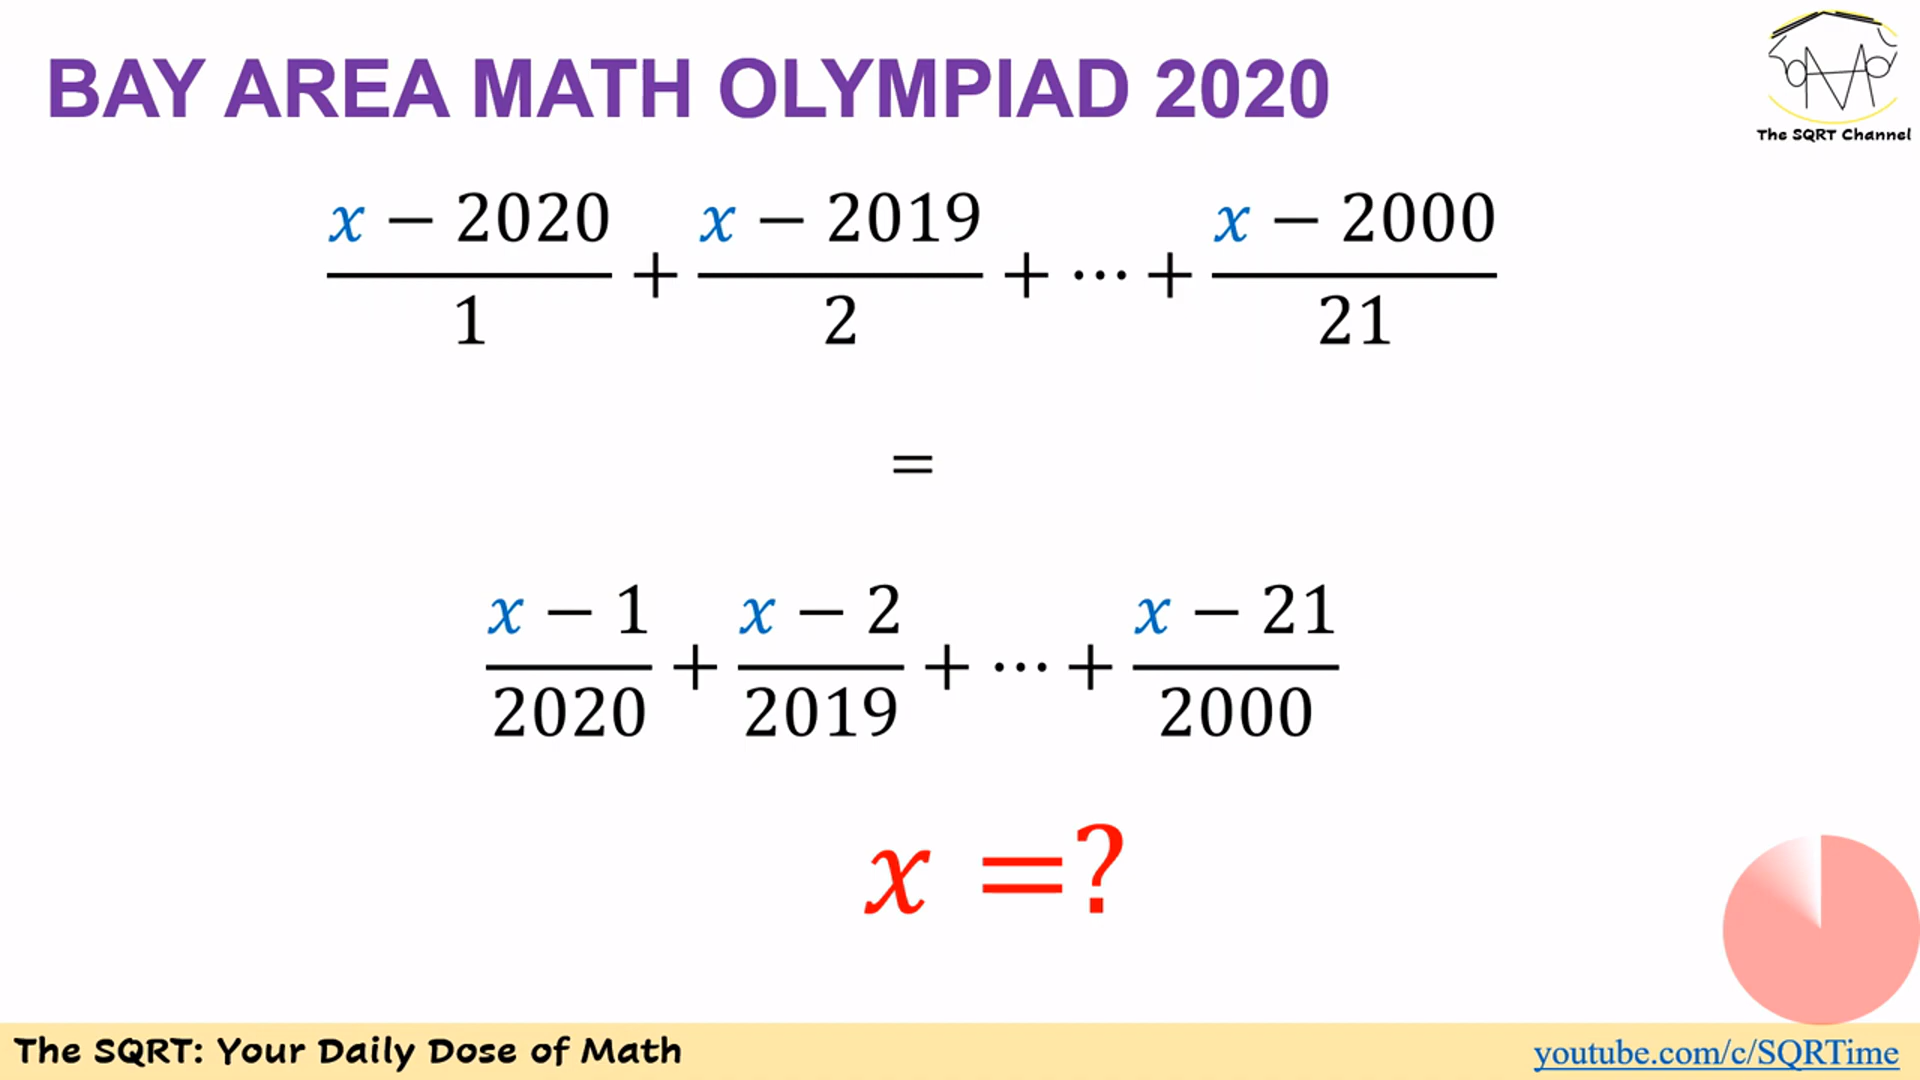 BAY AREA MATH OLYMPIAD 2020
The SQRT Channel
x − 2020 x − 2019 x − 2000
+ + ⋯ +
1 2 21
=
x − 1 x − 2 x − 21
+ + ⋯ +
2020 2019 2000
x =?
The SQRT: Your Daily Dose of Math
youtube.com/c/SQRTime